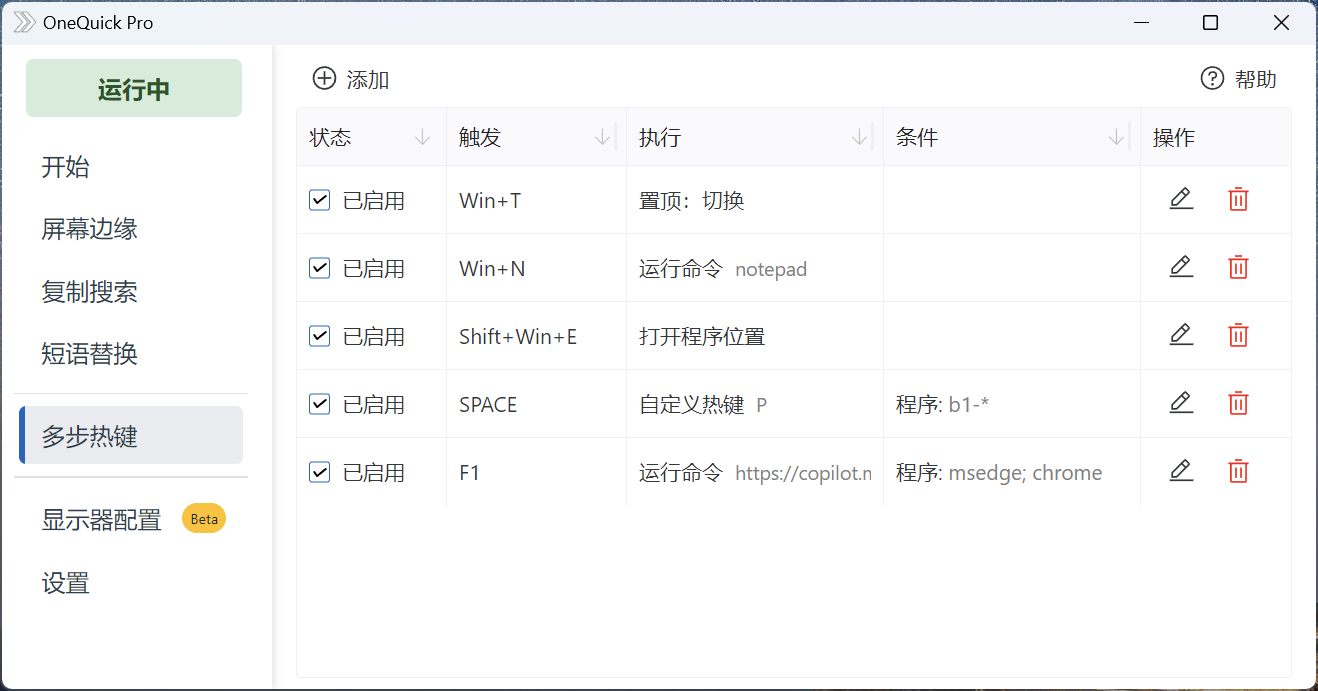 OneQuick Pro
运行中
开始
屏幕边缘
复制搜索
短语替换
多步热键
显示器配置 Beta
设置
添加
帮助
状态 触发 执行 条件 操作
已启用 Win+T 置顶：切换
已启用 Win+N 运行命令 notepad
已启用 Shift+Win+E 打开程序位置
已启用 SPACE 自定义热键 P 程序: b1-*
已启用 F1 运行命令 https://copilot.m 程序: msedge; chrome